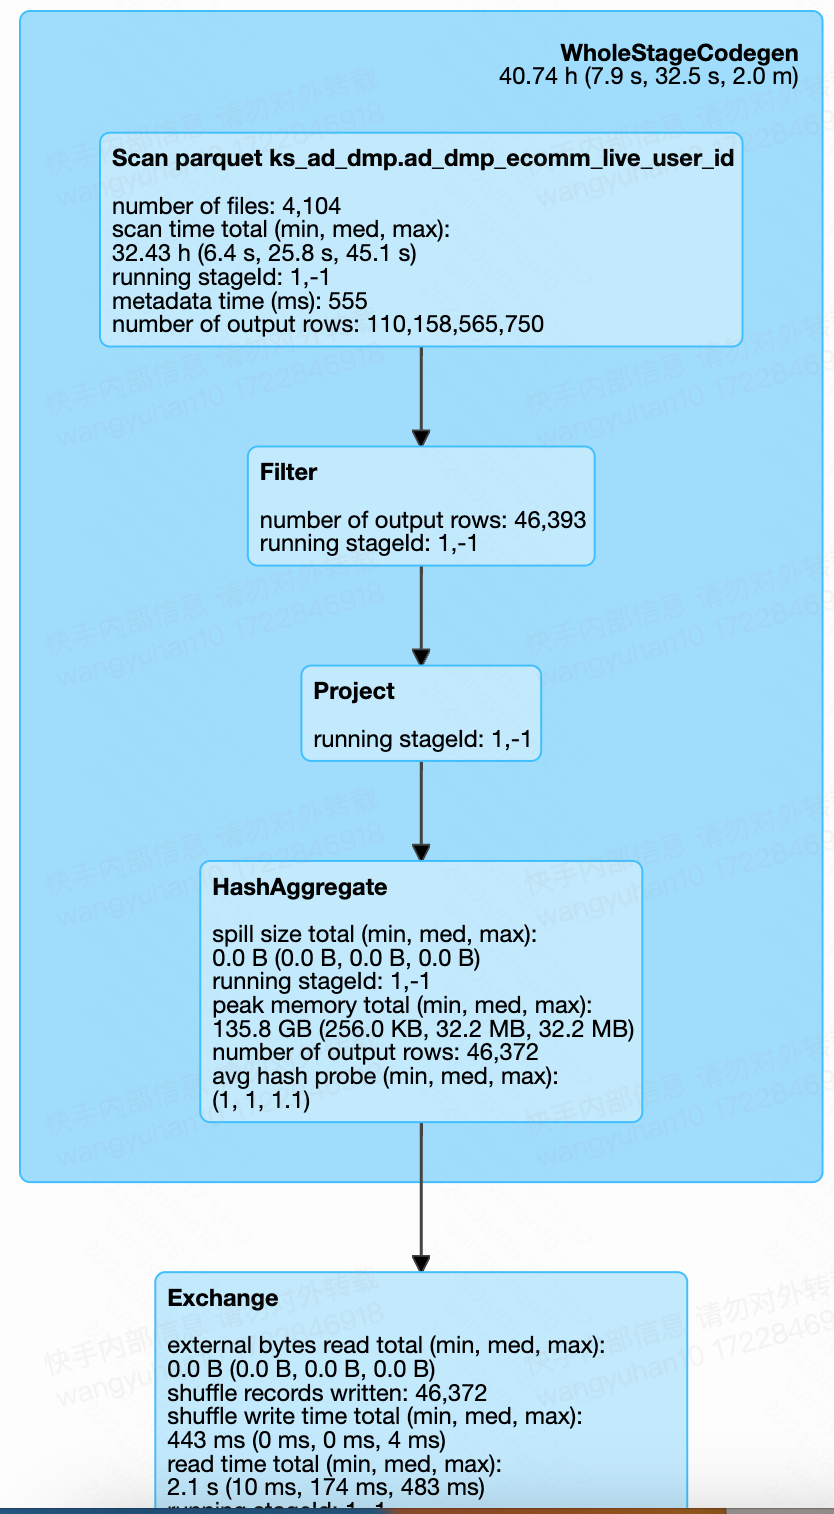 WholeStageCodegen
40.74 h (7.9 s, 32.5 s, 2.0 m)
Scan parquet ks_ad_dmp.ad_dmp_ecomm_live_user_id
number of files: 4,104
scan time total (min, med, max):
32.43 h (6.4 s, 25.8 s, 45.1 s)
running stageId: 1,-1
metadata time (ms): 555
number of output rows: 110,158,565,750
Filter
number of output rows: 46,393
running stageId: 1,-1
Project
running stageId: 1,-1
HashAggregate
spill size total (min, med, max):
0.0 B (0.0 B, 0.0 B, 0.0 B)
running stageId: 1,-1
peak memory total (min, med, max):
135.8 GB (256.0 KB, 32.2 MB, 32.2 MB)
number of output rows: 46,372
avg hash probe (min, med, max):
(1, 1, 1.1)
Exchange
external bytes read total (min, med, max):
0.0 B (0.0 B, 0.0 B, 0.0 B)
shuffle records written: 46,372
shuffle write time total (min, med, max):
443 ms (0 ms, 0 ms, 4 ms)
read time total (min, med, max):
2.1 s (10 ms, 174 ms, 483 ms)
running stageId: 1,-1
快手内部信息 请勿对外转载
wangyuhan10 1722846918